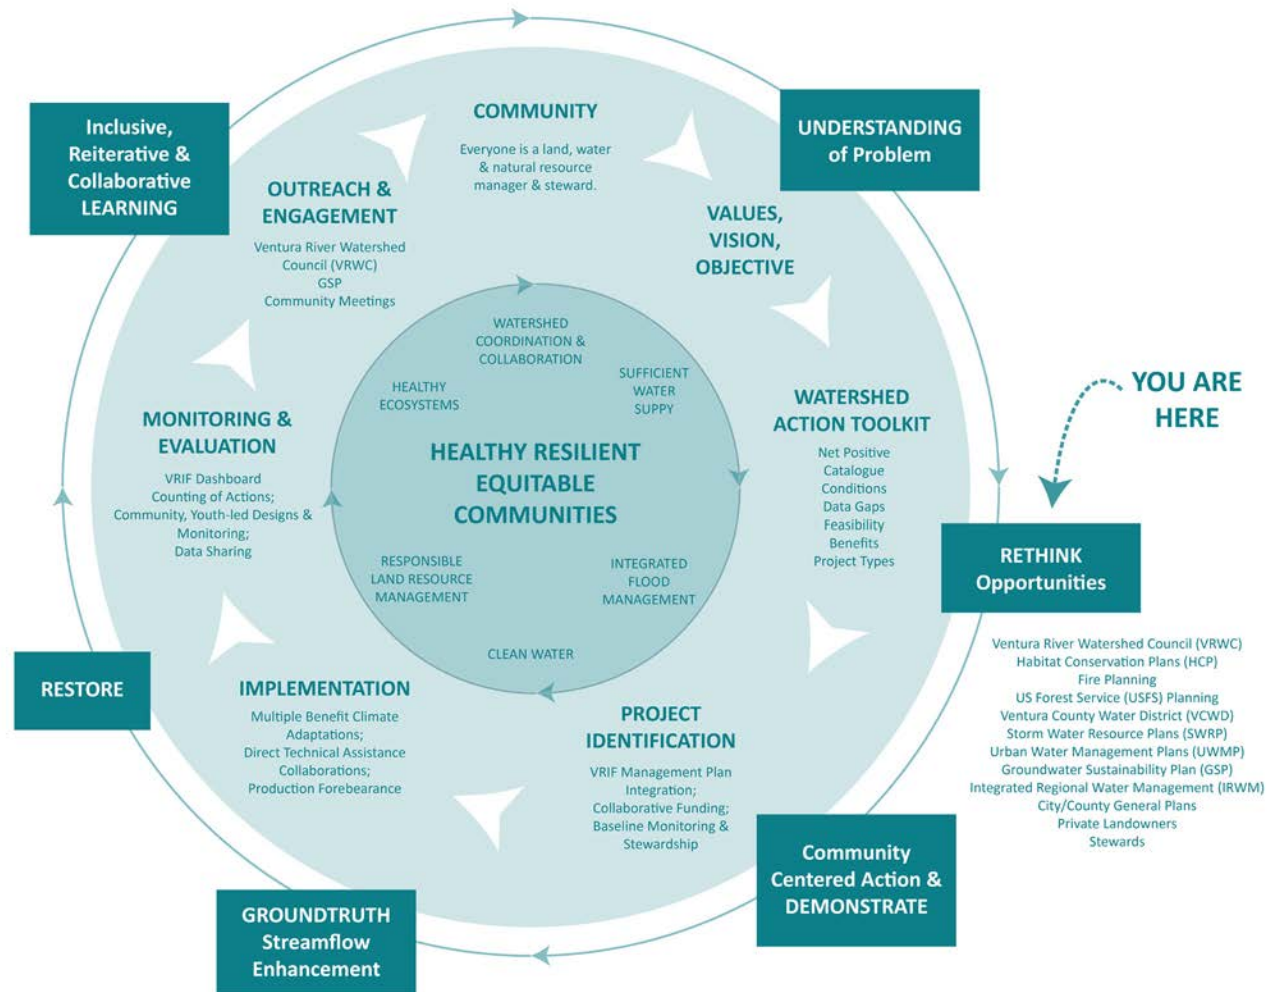 Inclusive,
Reiterative &
Collaborative
LEARNING
UNDERSTANDING
of Problem
COMMUNITY
Everyone is a land, water
& natural resource
manager & steward.
OUTREACH &
ENGAGEMENT
Ventura River Watershed
Council (VRWC)
GSP
Community Meetings
VALUES,
VISION,
OBJECTIVE
WATERSHED
COORDINATION &
COLLABORATION
HEALTHY
ECOSYSTEMS
SUFFICIENT
WATER
SUPPLY
YOU ARE
HERE
MONITORING &
EVALUATION
VRIF Dashboard
Counting of Actions;
Community, Youth-led Designs &
Monitoring;
Data Sharing
HEALTHY RESILIENT
EQUITABLE
COMMUNITIES
WATERSHED
ACTION TOOLKIT
Net Positive
Catalogue
Conditions
Data Gaps
Feasibility
Benefits
Project Types
RESPONSIBLE
LAND RESOURCE
MANAGEMENT
INTEGRATED
FLOOD
MANAGEMENT
CLEAN WATER
RETHINK
Opportunities
Ventura River Watershed Council (VRWC)
Habitat Conservation Plans (HCP)
Fire Planning
US Forest Service (USFS) Planning
Ventura County Water District (VCWD)
Storm Water Resource Plans (SWRP)
Urban Water Management Plans (UWMP)
Groundwater Sustainability Plan (GSP)
Integrated Regional Water Management (IRWM)
City/County General Plans
Private Landowners
Stewards
RESTORE
IMPLEMENTATION
Multiple Benefit Climate
Adaptations;
Direct Technical Assistance
Collaborations;
Production Forebearance
PROJECT
IDENTIFICATION
VRIF Management Plan
Integration;
Collaborative Funding;
Baseline Monitoring &
Stewardship
Community
Centered Action &
DEMONSTRATE
GROUNDTRUTH
Streamflow
Enhancement